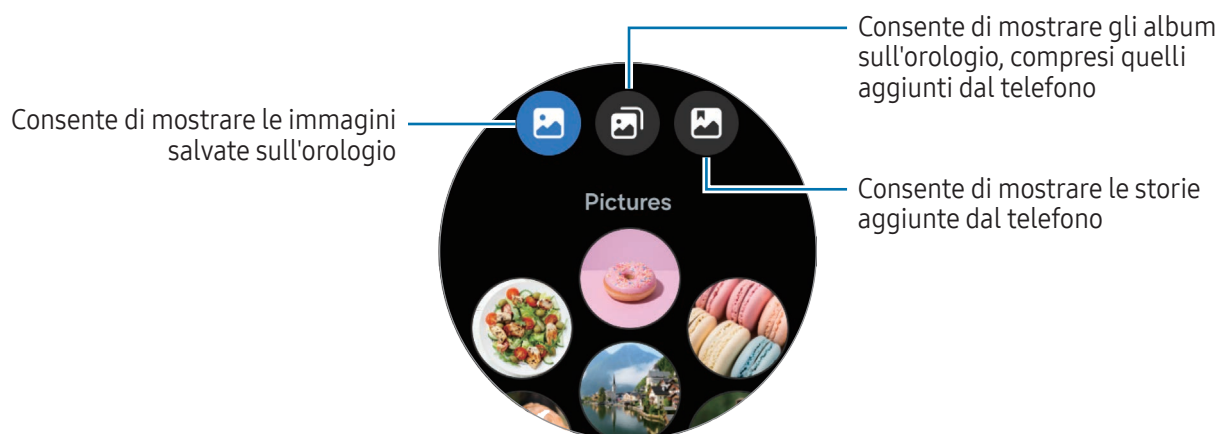 Consente di mostrare gli album
sull'orologio, compresi quelli
aggiunti dal telefono
Consente di mostrare le immagini
salvate sull'orologio
Consente di mostrare le storie
aggiunte dal telefono
Pictures